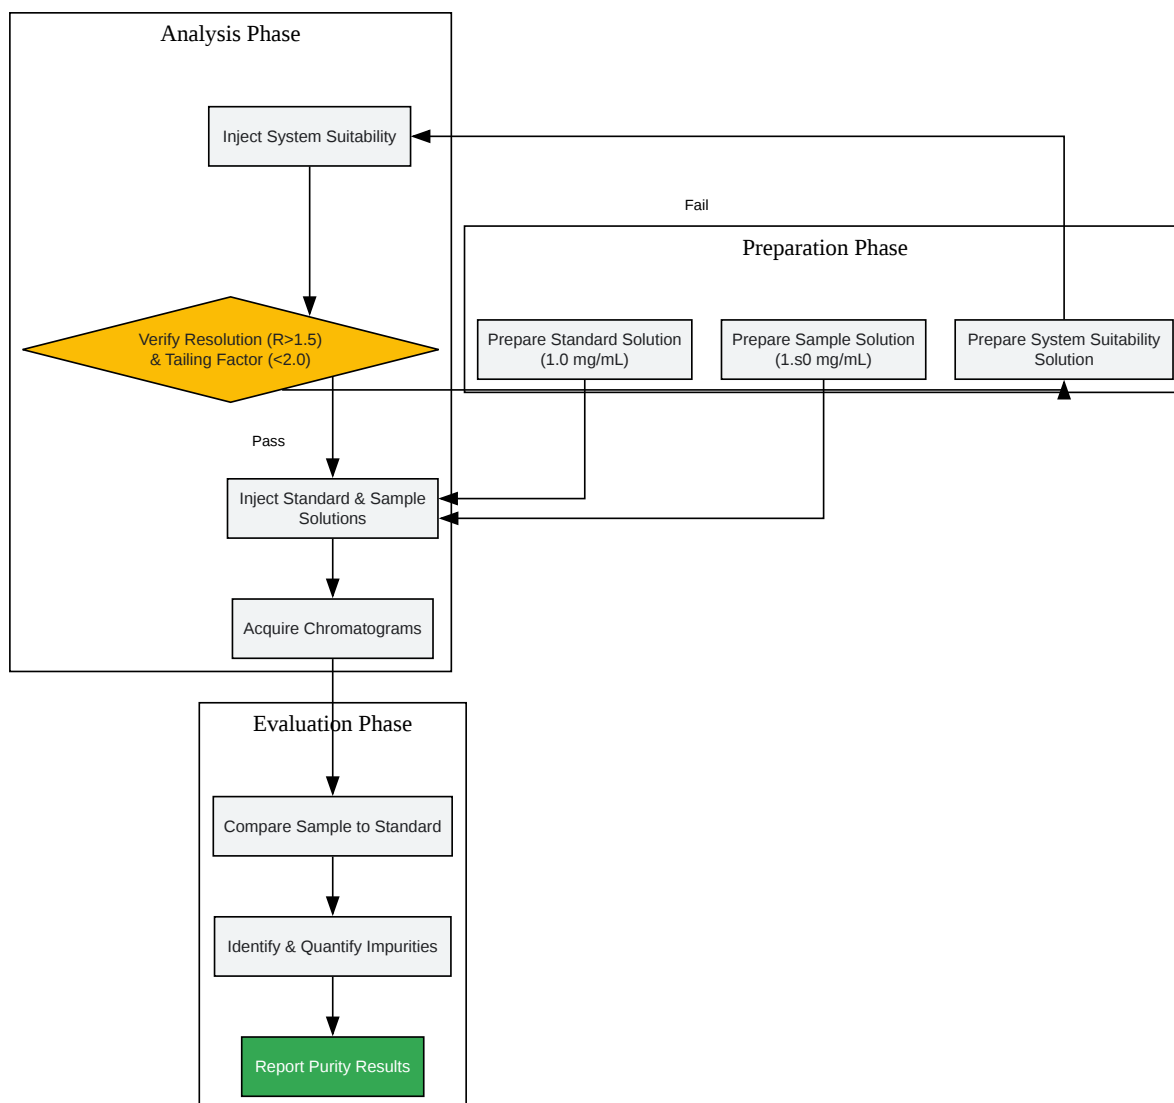 Analysis Phase
Inject System Suitability
Fail
Preparation Phase
Verify Resolution (R>1.5)
& Tailing Factor (<2.0)
Prepare Standard Solution
(1.0 mg/mL)
Prepare Sample Solution
(1.s0 mg/mL)
Prepare System Suitability
Solution
Pass
Inject Standard & Sample
Solutions
Acquire Chromatograms
Evaluation Phase
Compare Sample to Standard
Identify & Quantify Impurities
Report Purity Results